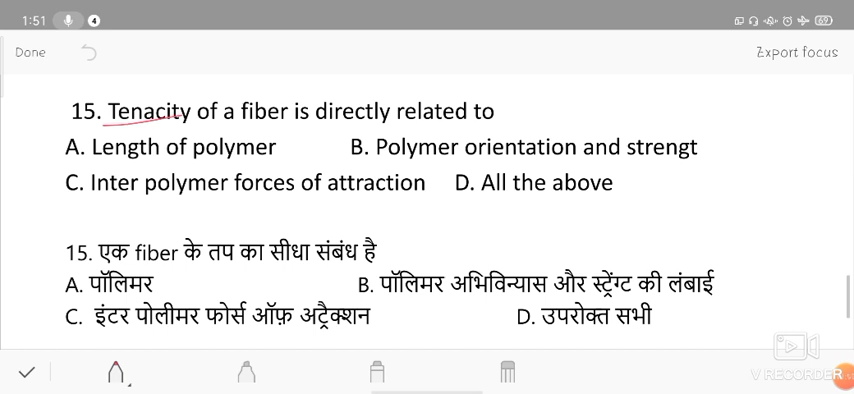 1:51 4 69
Done Export focus
15. Tenacity of a fiber is directly related to
A. Length of polymer B. Polymer orientation and strengt
C. Inter polymer forces of attraction D. All the above
15. एक fiber के तप का सीधा संबंध है
A. पॉलिमर B. पॉलिमर अभिविन्यास और स्ट्रेंग्ट की लंबाई
C. इंटर पोलीमर फोर्स ऑफ़ अट्रैक्शन D. उपरोक्त सभी
V RECORDER